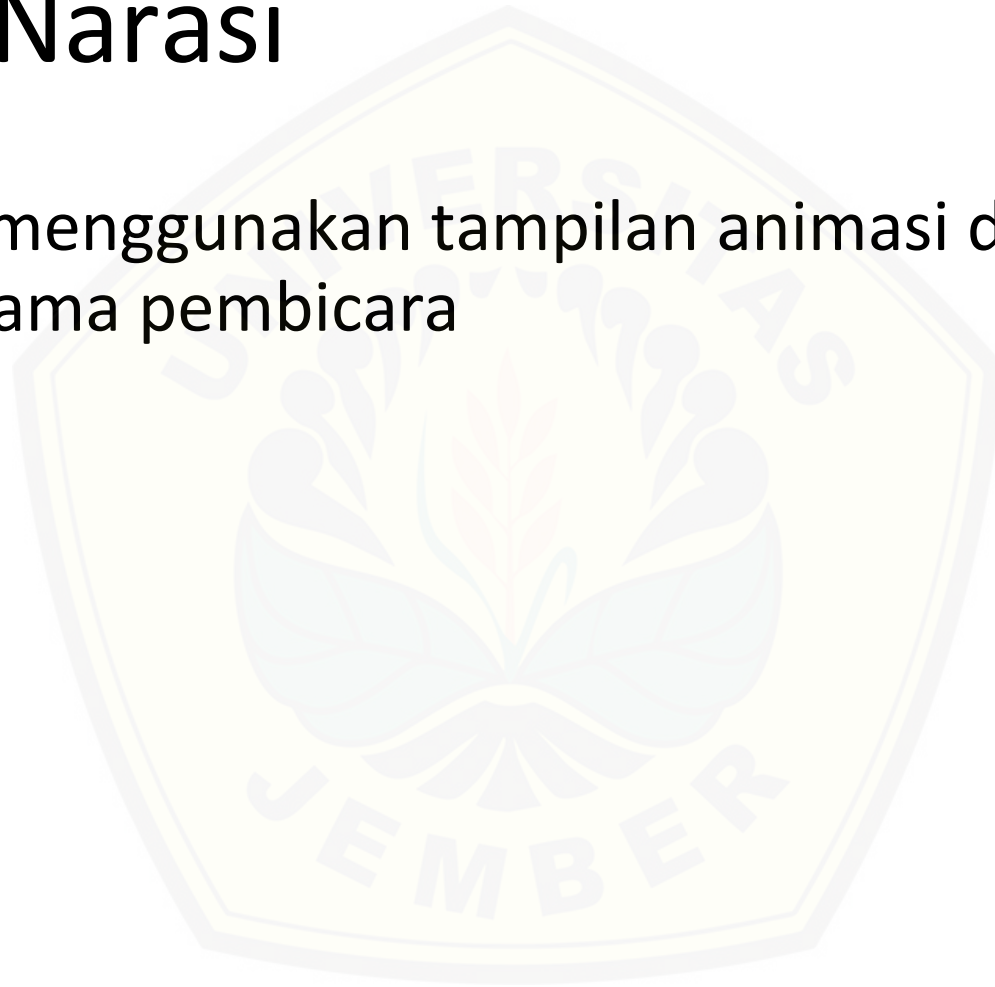 Narasi
menggunakan tampilan animasi d
ama pembicara
UNIVERSITAS
JEMBER